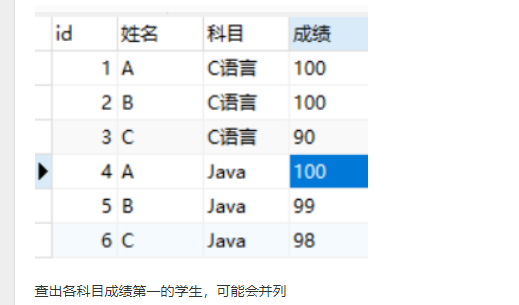 id 姓名 科目 成绩
1 A C语言 100
2 B C语言 100
3 C C语言 90
4 A Java 100
5 B Java 99
6 C Java 98
查出各科目成绩第一的学生，可能会并列